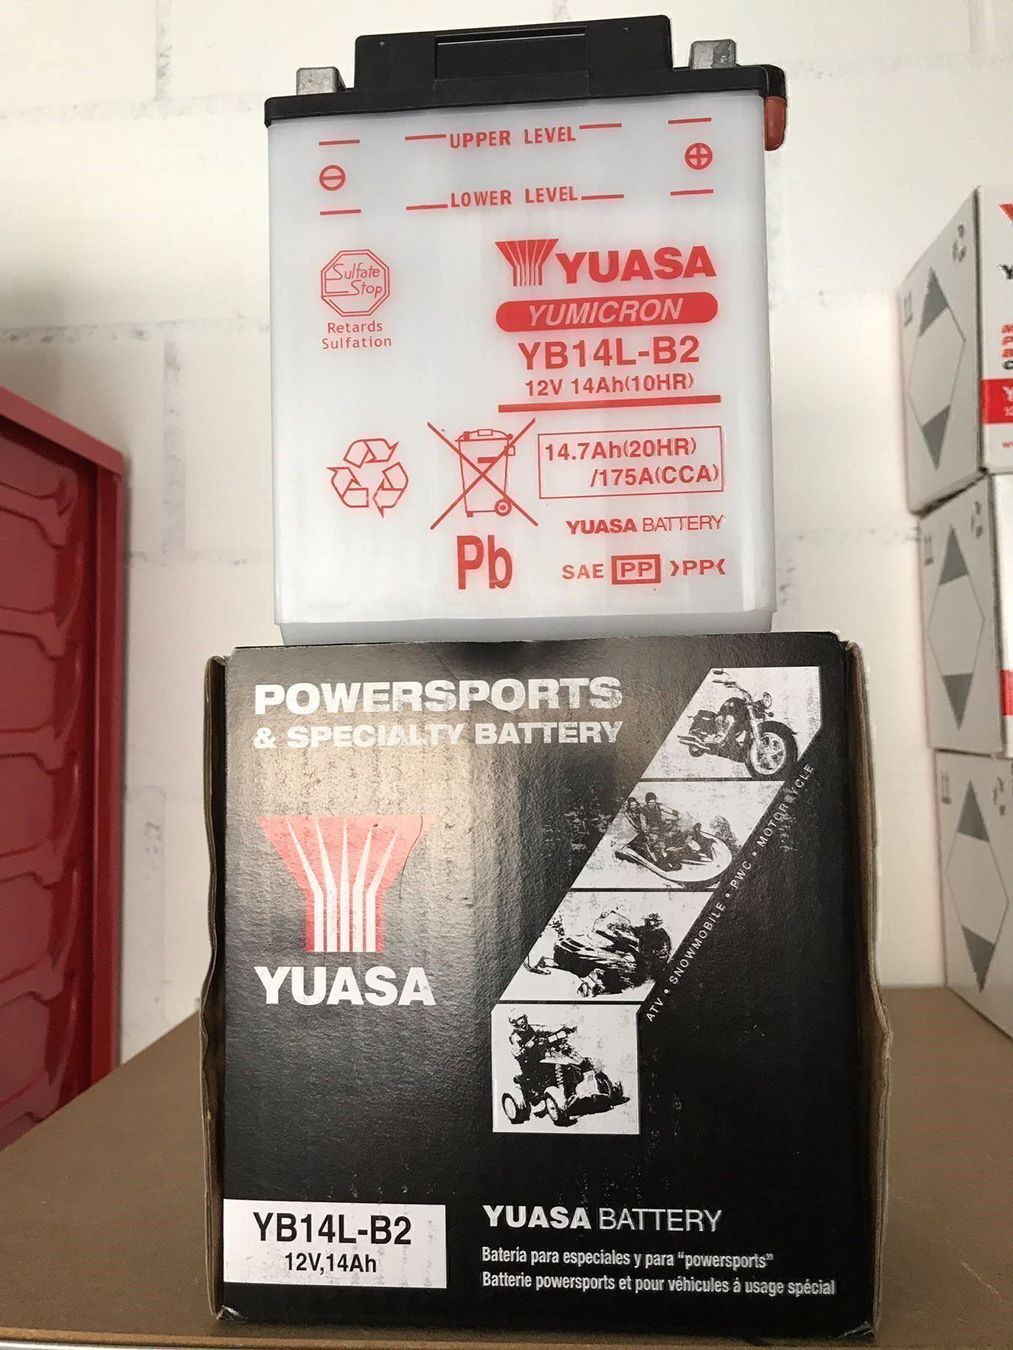 UPPER LEVEL
LOWER LEVEL
Sulfate
Stop
Retards
Sulfation
YUASA
YUMICRON
YB14L-B2
12V 14Ah(10HR)
14.7Ah(20HR)
/175A(CCA)
YUASA BATTERY
Pb
SAE PP >PP<
POWERSPORTS
& SPECIALTY BATTERY
YUASA
ATV • SNOWMOBILE • PWC • MOTORCYCLE
YB14L-B2
12V,14Ah
YUASA BATTERY
Batería para especiales y para "powersports"
Batterie powersports et pour véhicules á usage spécial